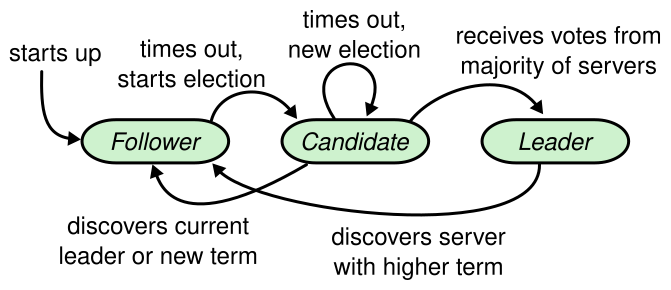 starts up
times out,
starts election
times out,
new election
receives votes from
majority of servers
Follower
Candidate
Leader
discovers current
leader or new term
discovers server
with higher term